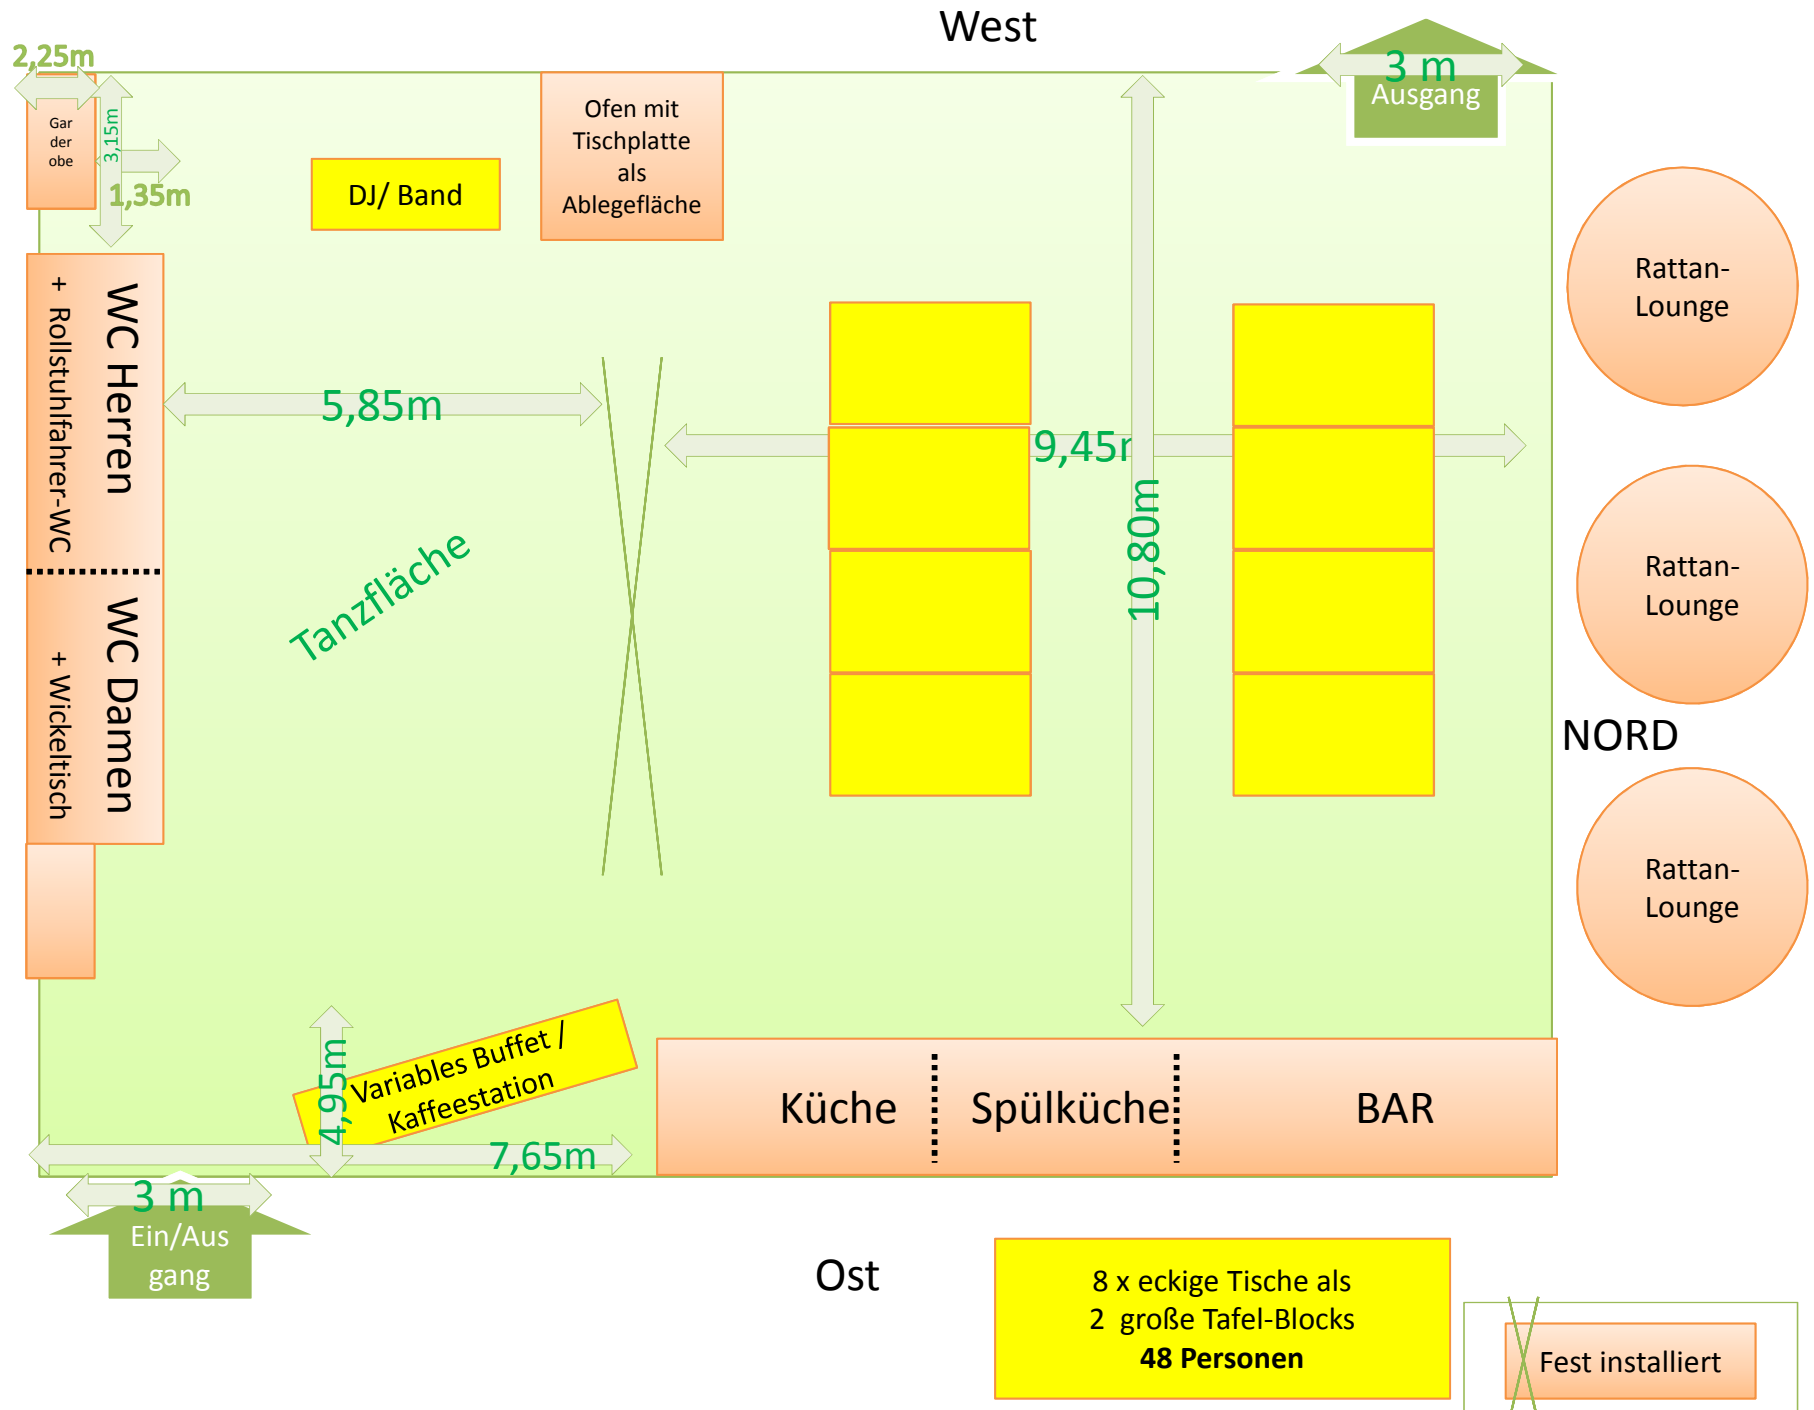 West
2,25m
3 m
Ausgang
Gar
der
obe
3,15m
1,35m
DJ/ Band
Ofen mit
Tischplatte
als
Ablegefläche
Rattan-
Lounge
WC Herren
+ Rollstuhlfahrer-WC
5,85m
9,45m
10,80m
Tanzfläche
Rattan-
Lounge
WC Damen
+ Wickeltisch
NORD
Rattan-
Lounge
Variables Buffet /
Kaffeestation
4,95m
7,65m
Küche
Spülküche
BAR
3 m
Ein/Aus
gang
Ost
8 x eckige Tische als
2 große Tafel-Blocks
48 Personen
Fest installiert